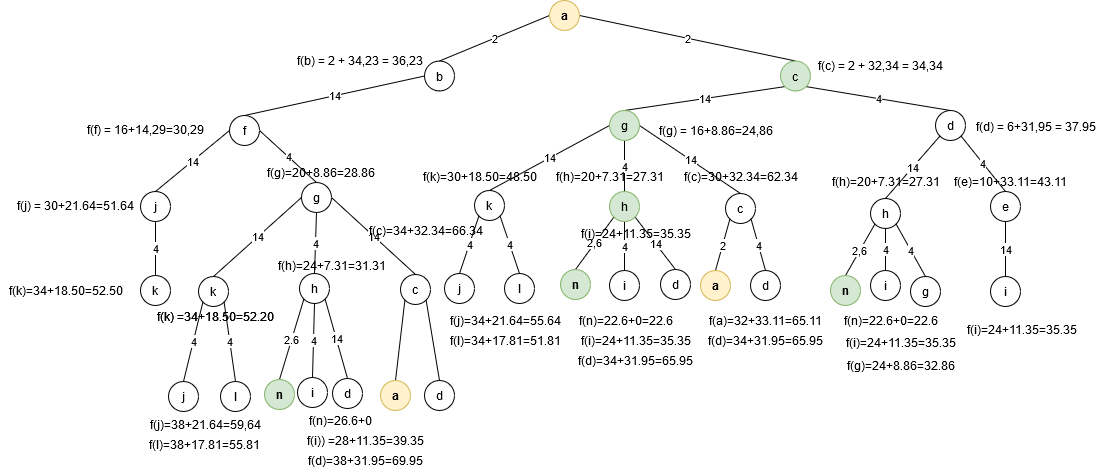 a
2
2
f(b) = 2 + 34,23 = 36,23
b
c
f(c) = 2 + 32,34 = 34,34
14
14
4
f(f) = 16+14,29=30,29
f
g
f(g) = 16+8.86=24,86
d
f(d) = 6+31,95 = 37.95
14
4
14
4
14
14
4
f(g)=20+8.86=28.86
f(k)=30+18.50=48.50
f(h)=20+7.31=27.31
f(c)=30+32.34=62.34
f(h)=20+7.31=27.31
f(e)=10+33.11=43.11
f(j) = 30+21.64=51.64
j
g
k
h
c
h
e
f(c)=34+32.34=66.34
f(i)=24+11.35=35.35
4
14
4
14
4
4
2,6
4
14
2
4
2,6
4
4
14
f(h)=24+7.31=31.31
f(k)=34+18.50=52.50
k
k
h
c
j
l
n
i
d
a
d
n
i
g
i
f(k) =34+18.50=52.20
f(j)=34+21.64=55.64
f(n)=22.6+0=22.6
f(a)=32+33.11=65.11
f(n)=22.6+0=22.6
f(i)=24+11.35=35.35
f(l)=34+17.81=51.81
f(i)=24+11.35=35.35
f(d)=34+31.95=65.95
f(i)=24+11.35=35.35
4
4
2.6
4
14
f(d)=34+31.95=65.95
f(g)=24+8.86=32.86
j
l
n
i
d
a
d
f(j)=38+21.64=59,64
f(n)=26.6+0
f(l)=38+17.81=55.81
f(i)) =28+11.35=39.35
f(d)=38+31.95=69.95